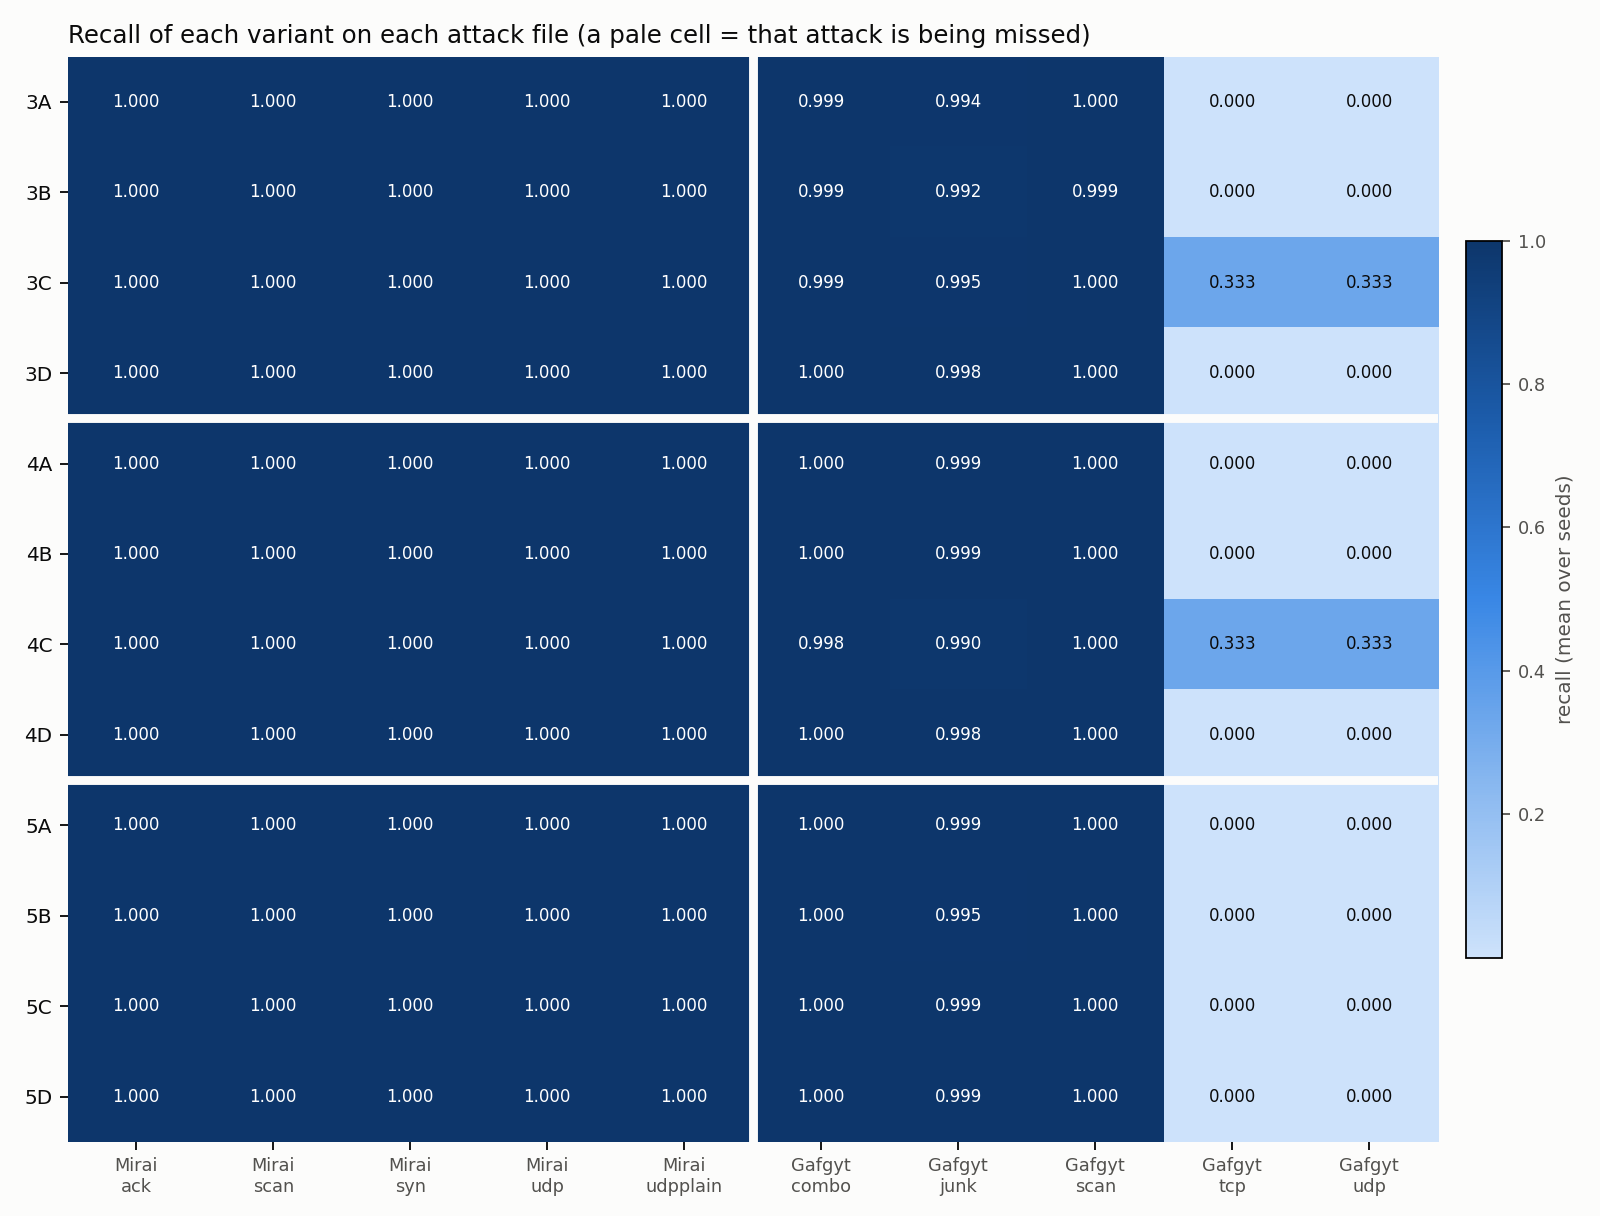 Recall of each variant on each attack file (a pale cell = that attack is being missed)
3A 1.000 1.000 1.000 1.000 1.000 0.999 0.994 1.000 0.000 0.000
3B 1.000 1.000 1.000 1.000 1.000 0.999 0.992 0.999 0.000 0.000
3C 1.000 1.000 1.000 1.000 1.000 0.999 0.995 1.000 0.333 0.333
3D 1.000 1.000 1.000 1.000 1.000 1.000 0.998 1.000 0.000 0.000
4A 1.000 1.000 1.000 1.000 1.000 1.000 0.999 1.000 0.000 0.000
4B 1.000 1.000 1.000 1.000 1.000 1.000 0.999 1.000 0.000 0.000
4C 1.000 1.000 1.000 1.000 1.000 0.998 0.990 1.000 0.333 0.333
4D 1.000 1.000 1.000 1.000 1.000 1.000 0.998 1.000 0.000 0.000
5A 1.000 1.000 1.000 1.000 1.000 1.000 0.999 1.000 0.000 0.000
5B 1.000 1.000 1.000 1.000 1.000 1.000 0.995 1.000 0.000 0.000
5C 1.000 1.000 1.000 1.000 1.000 1.000 0.999 1.000 0.000 0.000
5D 1.000 1.000 1.000 1.000 1.000 1.000 0.999 1.000 0.000 0.000
Mirai Mirai Mirai Mirai Mirai Gafgyt Gafgyt Gafgyt Gafgyt Gafgyt
ack scan syn udp udpplain combo junk scan tcp udp
1.0
0.8
0.6
0.4
0.2
recall (mean over seeds)